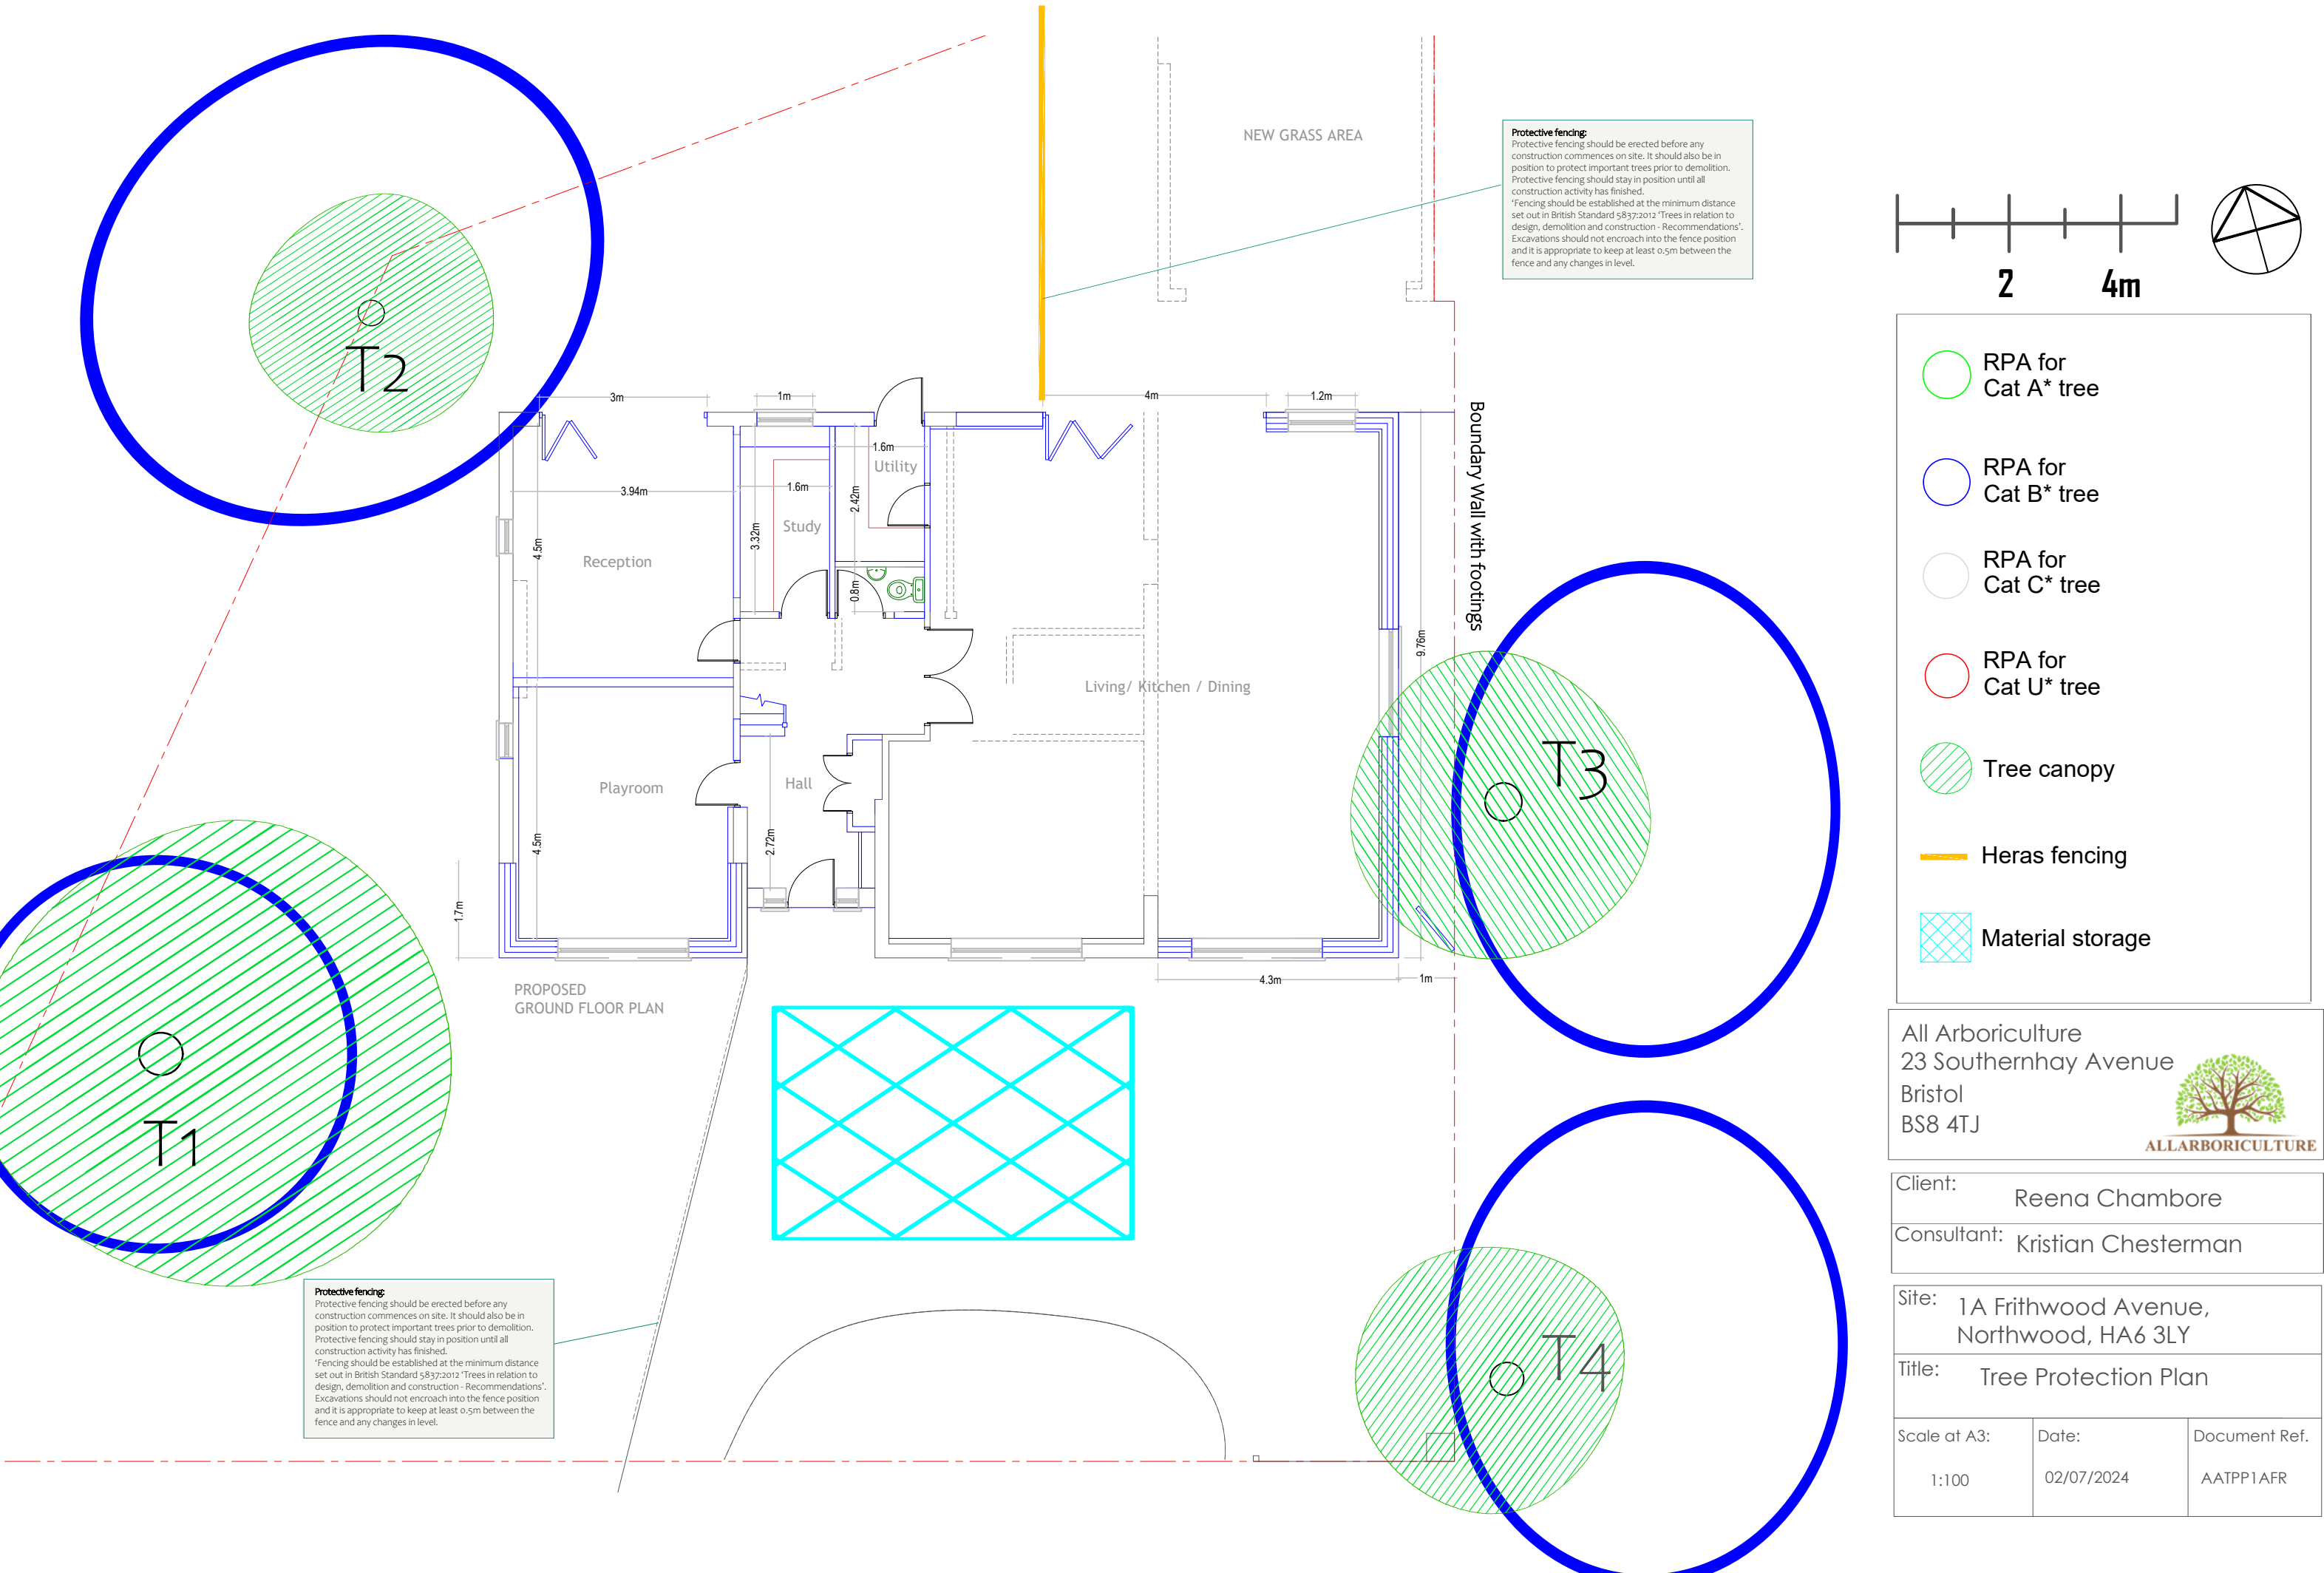 T2
T1
T3
T4
NEW GRASS AREA
Protective fencing:
Protective fencing should be erected before any
construction commences on site. It should also be in
position to protect important trees prior to demolition.
Protective fencing should stay in position until all
construction activity has finished.
'Fencing should be established at the minimum distance
set out in British Standard 5837:2012 'Trees in relation to
design, demolition and construction - Recommendations'.
Excavations should not encroach into the fence position
and it is appropriate to keep at least 0.5m between the
fence and any changes in level.
3m
1m
4m
1.2m
1.6m
Utility
3.94m
1.6m
2.42m
Study
3.32m
4.5m
Reception
0.8m
Boundary Wall with footings
9.76m
Living/ Kitchen / Dining
Playroom
Hall
4.5m
2.72m
1.7m
4.3m
1m
PROPOSED
GROUND FLOOR PLAN
Protective fencing:
Protective fencing should be erected before any
construction commences on site. It should also be in
position to protect important trees prior to demolition.
Protective fencing should stay in position until all
construction activity has finished.
'Fencing should be established at the minimum distance
set out in British Standard 5837:2012 'Trees in relation to
design, demolition and construction - Recommendations'.
Excavations should not encroach into the fence position
and it is appropriate to keep at least 0.5m between the
fence and any changes in level.
2
4m
RPA for
Cat A* tree
RPA for
Cat B* tree
RPA for
Cat C* tree
RPA for
Cat U* tree
Tree canopy
Heras fencing
Material storage
All Arboriculture
23 Southernhay Avenue
Bristol
BS8 4TJ
ALLARBORICULTURE
Client:
Reena Chambore
Consultant:
Kristian Chesterman
Site:
1A Frithwood Avenue,
Northwood, HA6 3LY
Title:
Tree Protection Plan
Scale at A3:
1:100
Date:
02/07/2024
Document Ref.
AATPP1AFR